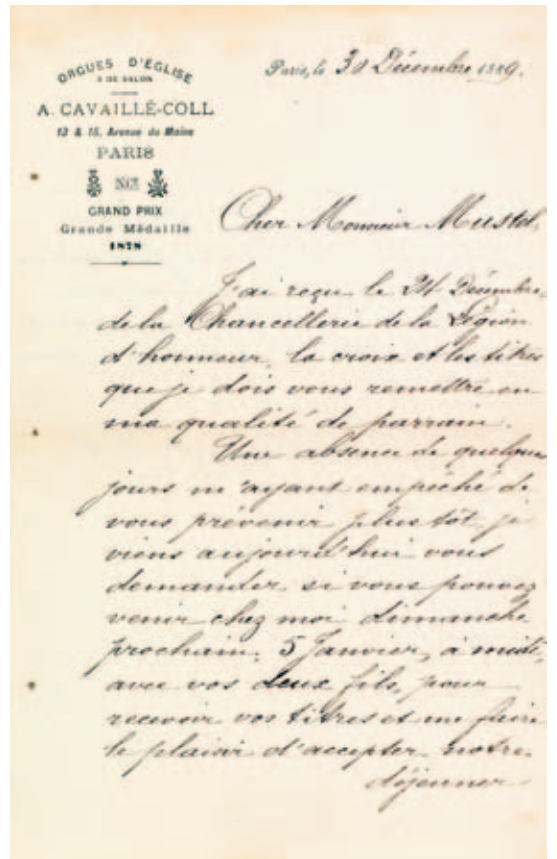 ORGUES D'ÉGLISE
& DE SALON
A. CAVAILLÉ-COLL
13 & 15, Avenue du Maine
PARIS
GRAND PRIX
Grande Médaille
1878
Paris, le 30 Décembre 1889.
Cher Monsieur Mustel,
J'ai reçu le 24 Décembre,
de la Chancellerie de la Légion
d'honneur, la croix et les titres
que je dois vous remettre en
ma qualité de parrain.
Une absence de quelques
jours m'ayant empêché de
vous prévenir plus tôt, je
viens aujourd'hui vous
demander si vous pouvez
venir chez moi dimanche
prochain, 5 Janvier, à midi,
avec vos deux fils, pour
recevoir vos titres et me faire
le plaisir d'accepter notre
déjeuner